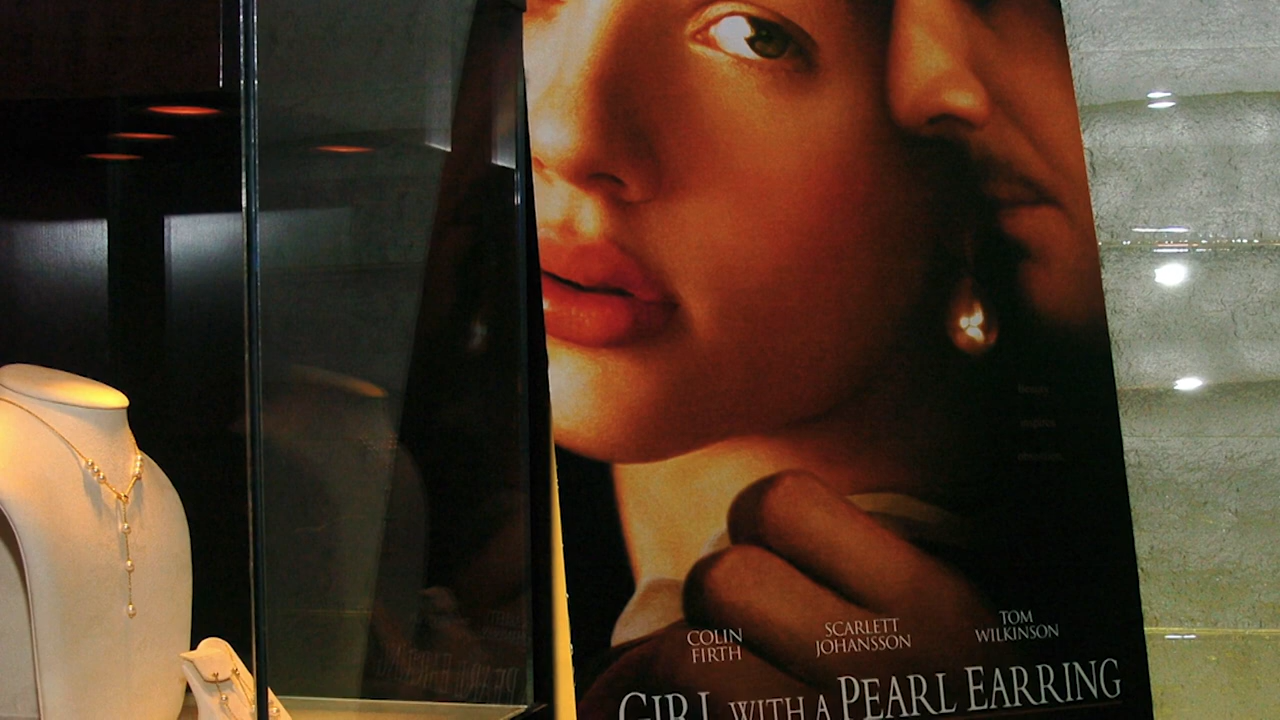 COLIN
FIRTH
SCARLETT
JOHANSSON
TOM
WILKINSON
GIRL WITH A PEARL EARRING